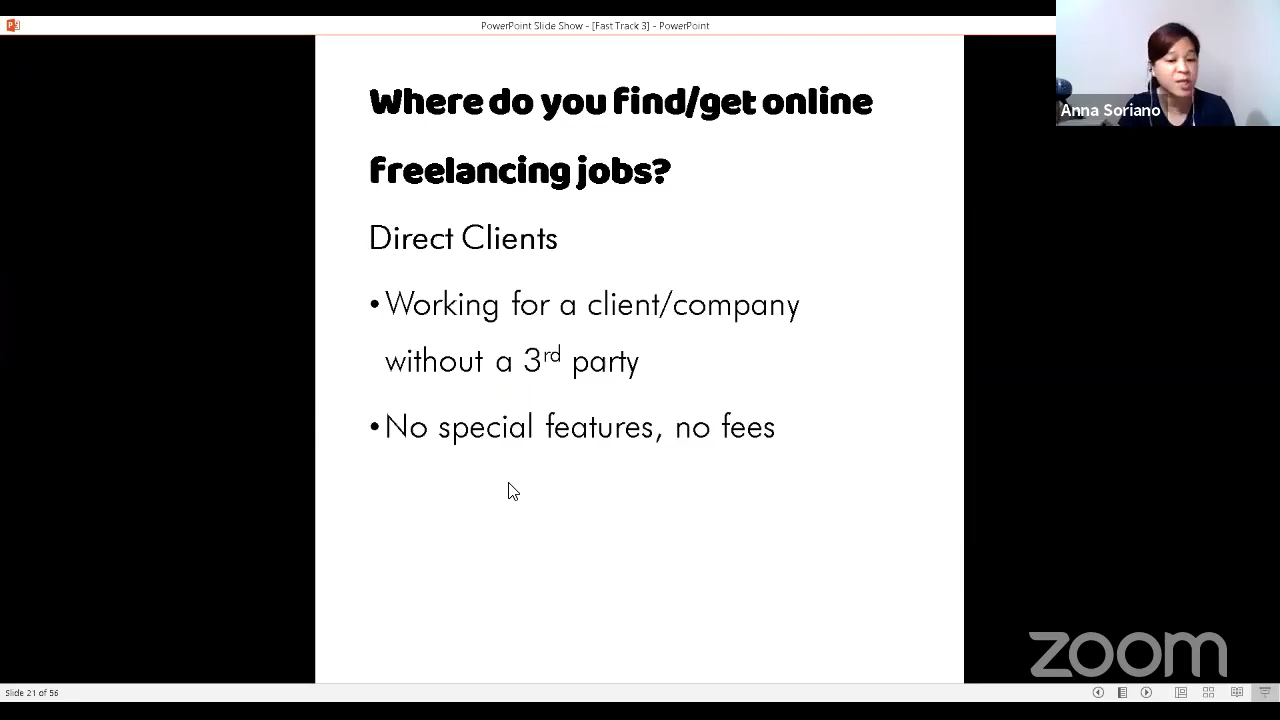 PowerPoint Slide Show - [Fast Track 3] - PowerPoint
Anna Soriano
Where do you find/get online
freelancing jobs?
Direct Clients
•Working for a client/company
without a 3rd party
•No special features, no fees
zoom
Slide 21 of 56